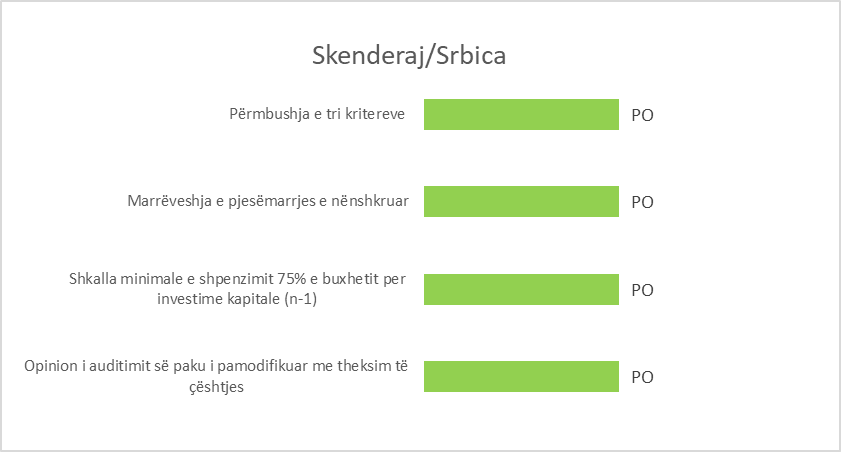 Skenderaj/Srbica
Përmbushja e tri kritereve
PO
Marrëveshja e pjesëmarrjes e nënshkruar
PO
Shkalla minimale e shpenzimit 75% e buxhetit per
investime kapitale (n-1)
PO
Opinion i auditimit së paku i pamodifikuar me theksim të
çështjes
PO